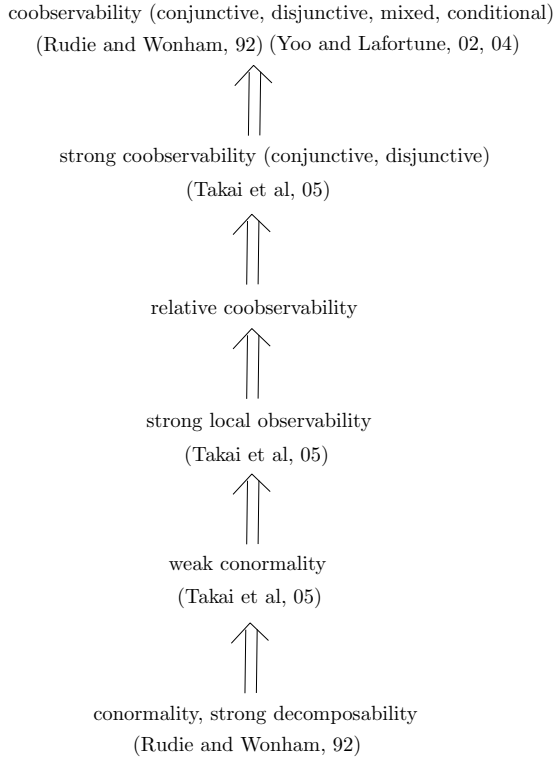 coobservability (conjunctive, disjunctive, mixed, conditional)
(Rudie and Wonham, 92) (Yoo and Lafortune, 02, 04)
strong coobservability (conjunctive, disjunctive)
(Takai et al, 05)
relative coobservability
strong local observability
(Takai et al, 05)
weak conormality
(Takai et al, 05)
conormality, strong decomposability
(Rudie and Wonham, 92)